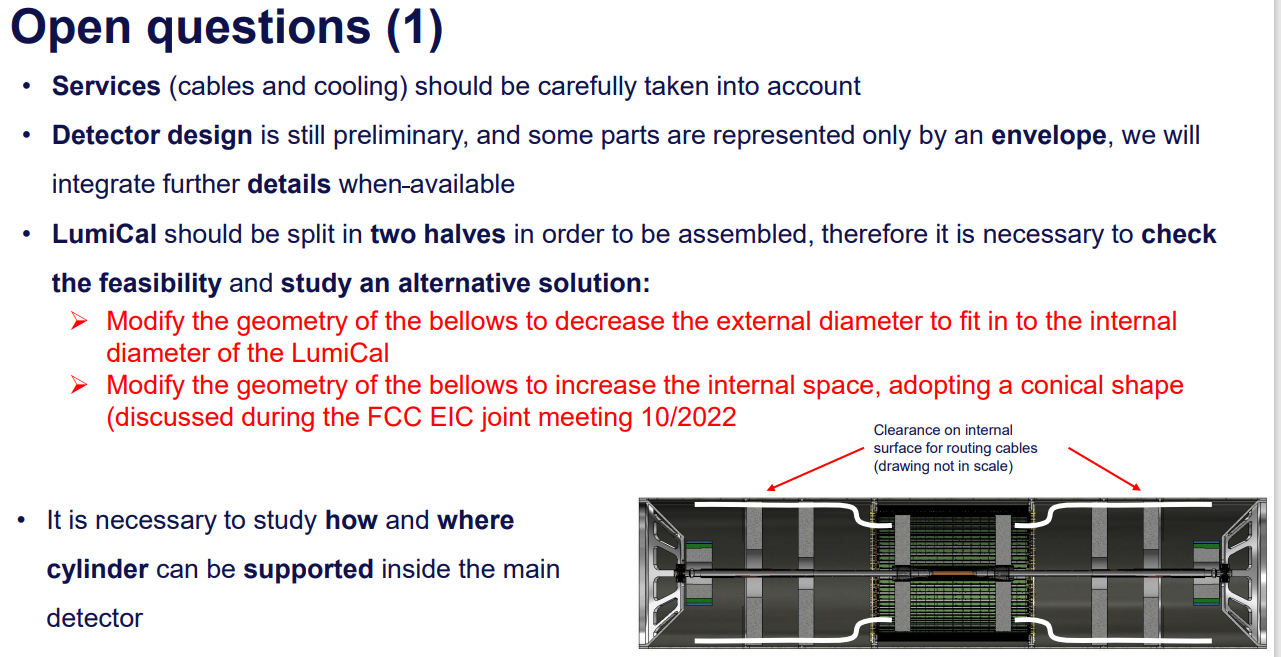 Open questions (1)
• Services (cables and cooling) should be carefully taken into account
• Detector design is still preliminary, and some parts are represented only by an envelope, we will
integrate further details when-available
• LumiCal should be split in two halves in order to be assembled, therefore it is necessary to check
the feasibility and study an alternative solution:
➢ Modify the geometry of the bellows to decrease the external diameter to fit in to the internal
diameter of the LumiCal
➢ Modify the geometry of the bellows to increase the internal space, adopting a conical shape
(discussed during the FCC EIC joint meeting 10/2022
Clearance on internal
surface for routing cables
(drawing not in scale)
• It is necessary to study how and where
cylinder can be supported inside the main
detector